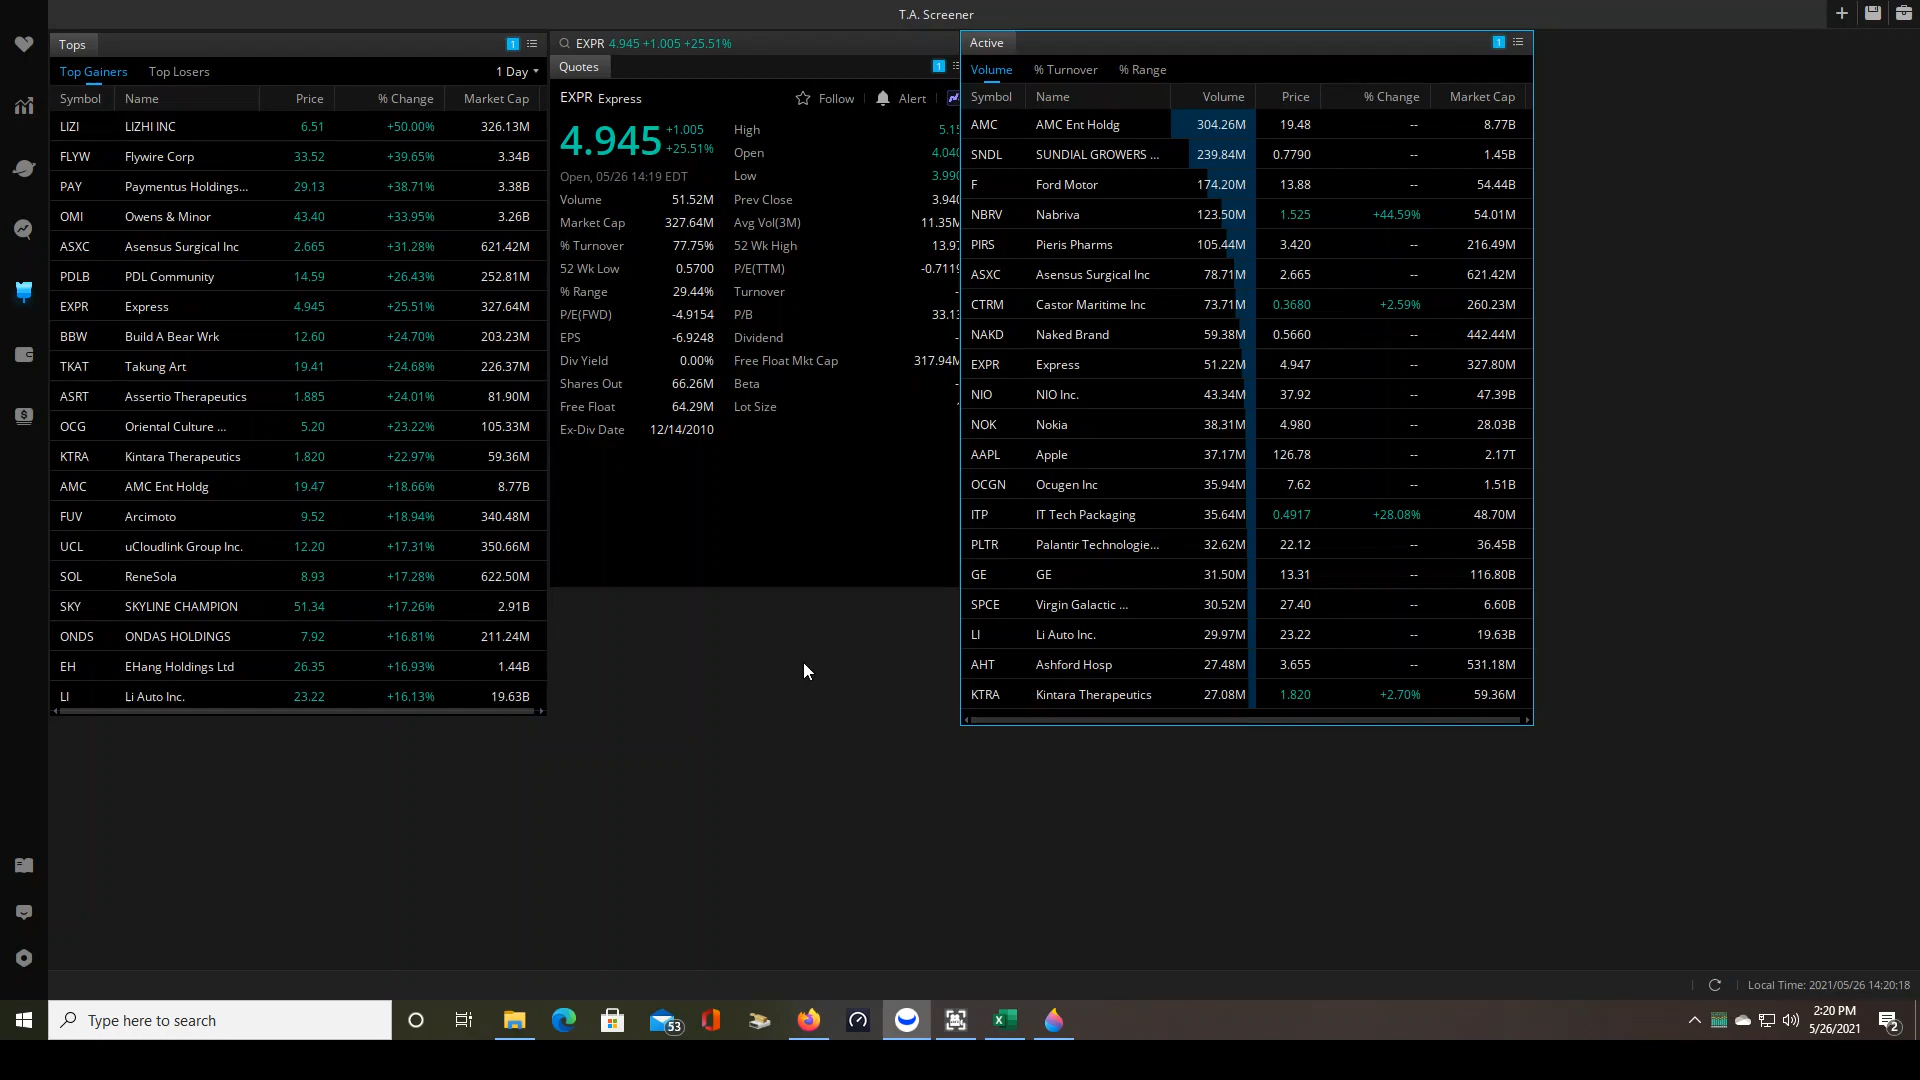 T.A. Screener
Tops 1
Top Gainers Top Losers 1 Day
Symbol Name Price % Change Market Cap
LIZI LIZHI INC 6.51 +50.00% 326.13M
FLYW Flywire Corp 33.52 +39.65% 3.34B
PAY Paymentus Holdings... 29.13 +38.71% 3.38B
OMI Owens & Minor 43.40 +33.95% 3.26B
ASXC Asensus Surgical Inc 2.665 +31.28% 621.42M
PDLB PDL Community 14.59 +26.43% 252.81M
EXPR Express 4.945 +25.51% 327.64M
BBW Build A Bear Wrk 12.60 +24.70% 203.23M
TKAT Takung Art 19.41 +24.68% 226.37M
ASRT Assertio Therapeutics 1.885 +24.01% 81.90M
OCG Oriental Culture ... 5.20 +23.22% 105.33M
KTRA Kintara Therapeutics 1.820 +22.97% 59.36M
AMC AMC Ent Holdg 19.47 +18.66% 8.77B
FUV Arcimoto 9.52 +18.94% 340.48M
UCL uCloudlink Group Inc. 12.20 +17.31% 350.66M
SOL ReneSola 8.93 +17.28% 622.50M
SKY SKYLINE CHAMPION 51.34 +17.26% 2.91B
ONDS ONDAS HOLDINGS 7.92 +16.81% 211.24M
EH EHang Holdings Ltd 26.35 +16.93% 1.44B
LI Li Auto Inc. 23.22 +16.13% 19.63B
EXPR 4.945 +1.005 +25.51%
Quotes 1
EXPR Express Follow Alert
4.945 +1.005 +25.51%
Open, 05/26 14:19 EDT
High 5.15
Open 4.040
Low 3.990
Volume 51.52M Prev Close 3.940
Market Cap 327.64M Avg Vol(3M) 11.35M
% Turnover 77.75% 52 Wk High 13.97
52 Wk Low 0.5700 P/E(TTM) -0.7119
% Range 29.44% Turnover -
P/E(FWD) -4.9154 P/B 33.13
EPS -6.9248 Dividend -
Div Yield 0.00% Free Float Mkt Cap 317.94M
Shares Out 66.26M Beta -
Free Float 64.29M Lot Size
Ex-Div Date 12/14/2010
Active 1
Volume % Turnover % Range
Symbol Name Volume Price % Change Market Cap
AMC AMC Ent Holdg 304.26M 19.48 -- 8.77B
SNDL SUNDIAL GROWERS ... 239.84M 0.7790 -- 1.45B
F Ford Motor 174.20M 13.88 -- 54.44B
NBRV Nabriva 123.50M 1.525 +44.59% 54.01M
PIRS Pieris Pharms 105.44M 3.420 -- 216.49M
ASXC Asensus Surgical Inc 78.71M 2.665 -- 621.42M
CTRM Castor Maritime Inc 73.71M 0.3680 +2.59% 260.23M
NAKD Naked Brand 59.38M 0.5660 -- 442.44M
EXPR Express 51.22M 4.947 -- 327.80M
NIO NIO Inc. 43.34M 37.92 -- 47.39B
NOK Nokia 38.31M 4.980 -- 28.03B
AAPL Apple 37.17M 126.78 -- 2.17T
OCGN Ocugen Inc 35.94M 7.62 -- 1.51B
ITP IT Tech Packaging 35.64M 0.4917 +28.08% 48.70M
PLTR Palantir Technologie... 32.62M 22.12 -- 36.45B
GE GE 31.50M 13.31 -- 116.80B
SPCE Virgin Galactic ... 30.52M 27.40 -- 6.60B
LI Li Auto Inc. 29.97M 23.22 -- 19.63B
AHT Ashford Hosp 27.48M 3.655 -- 531.18M
KTRA Kintara Therapeutics 27.08M 1.820 +2.70% 59.36M
Local Time: 2021/05/26 14:20:18
Type here to search
53
2:20 PM
5/26/2021
2